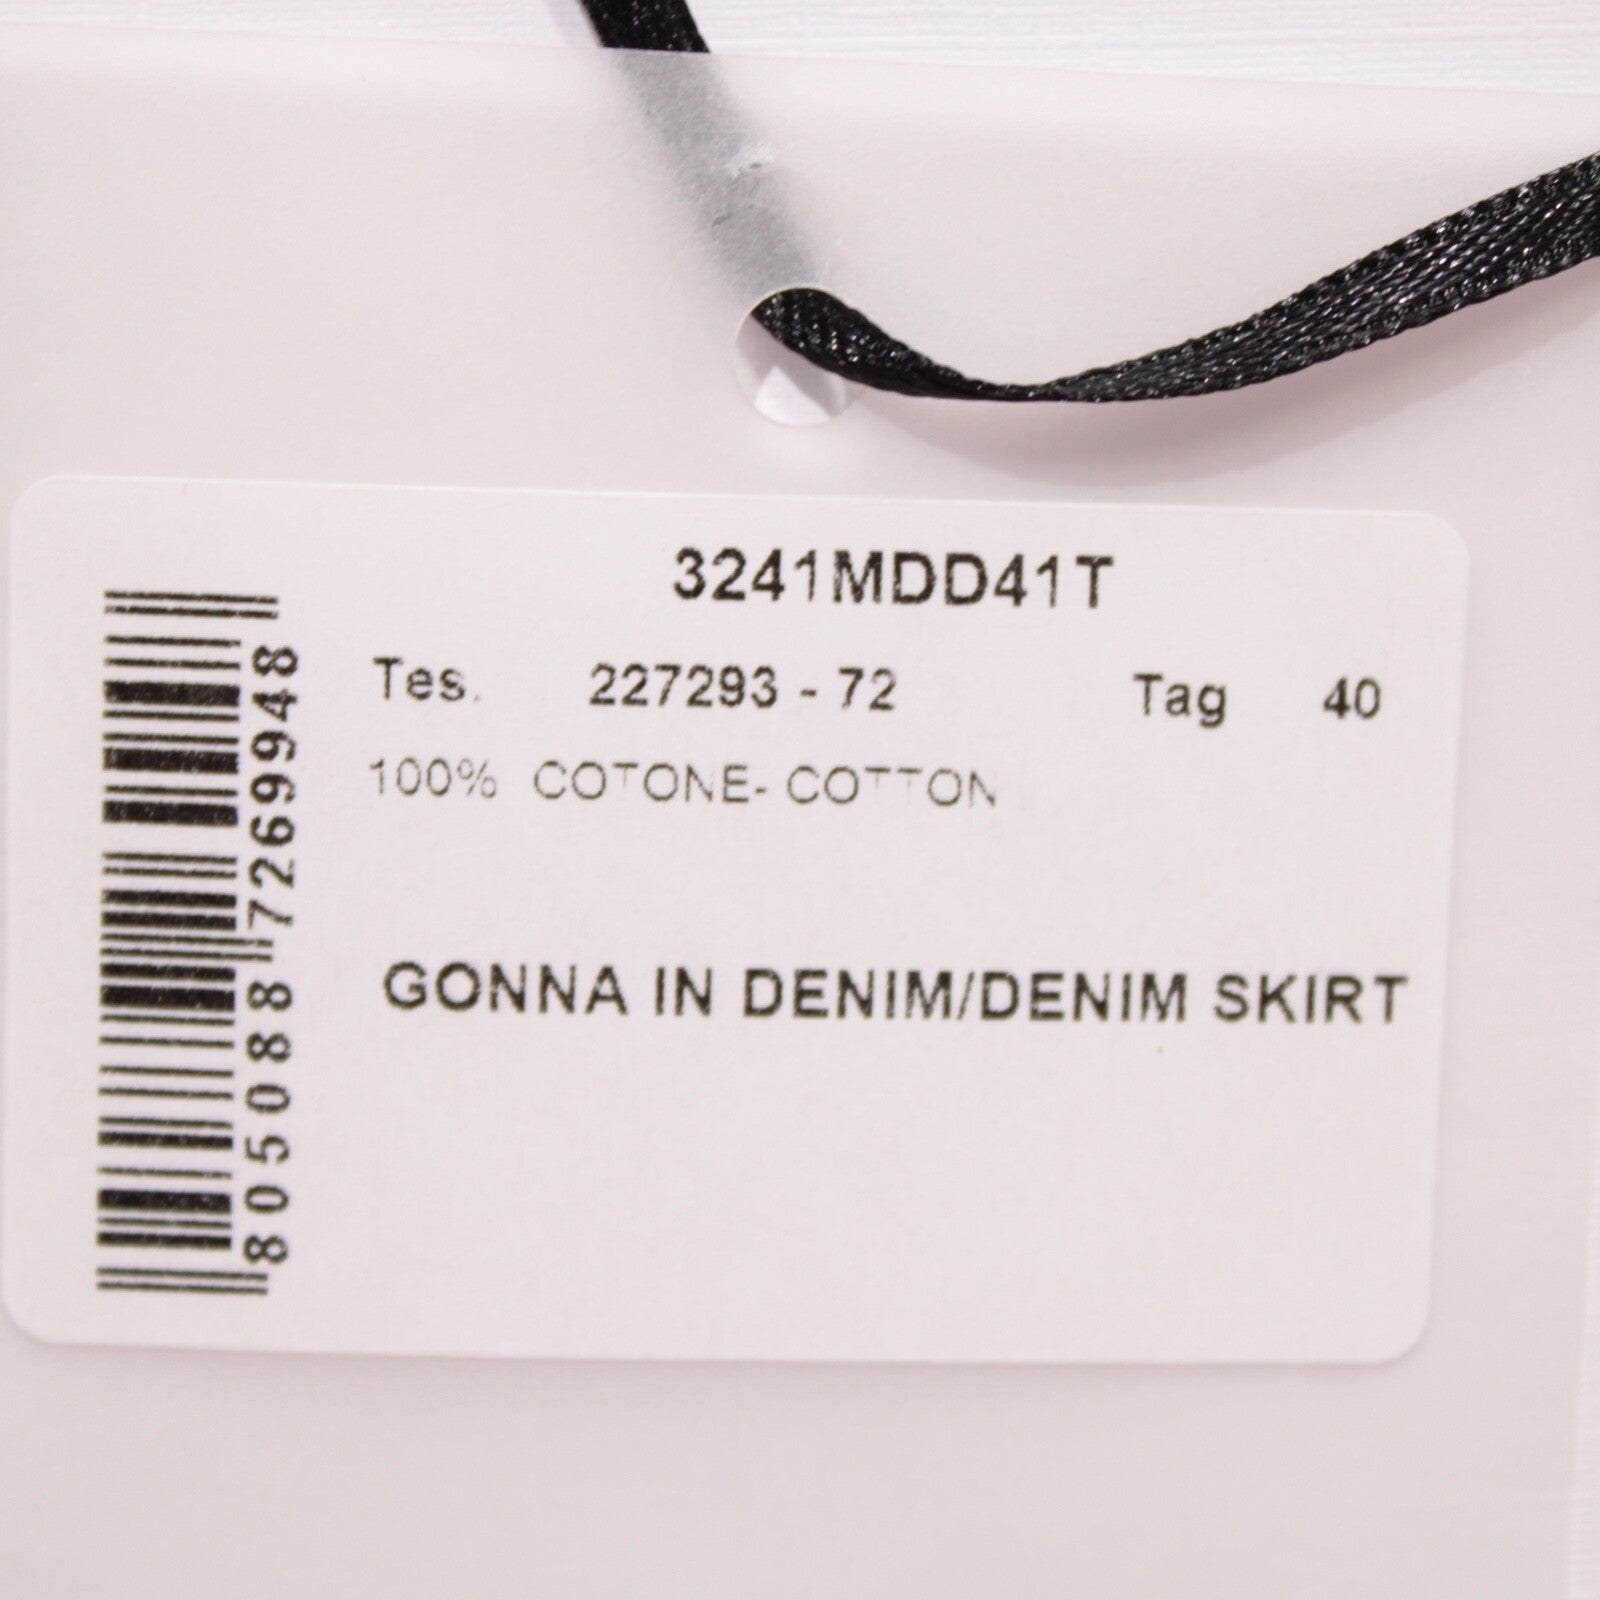 3241MDD41T
Tes. 227293 - 72 Tag 40
100% COTONE- COTTON
GONNA IN DENIM/DENIM SKIRT
8050887269948